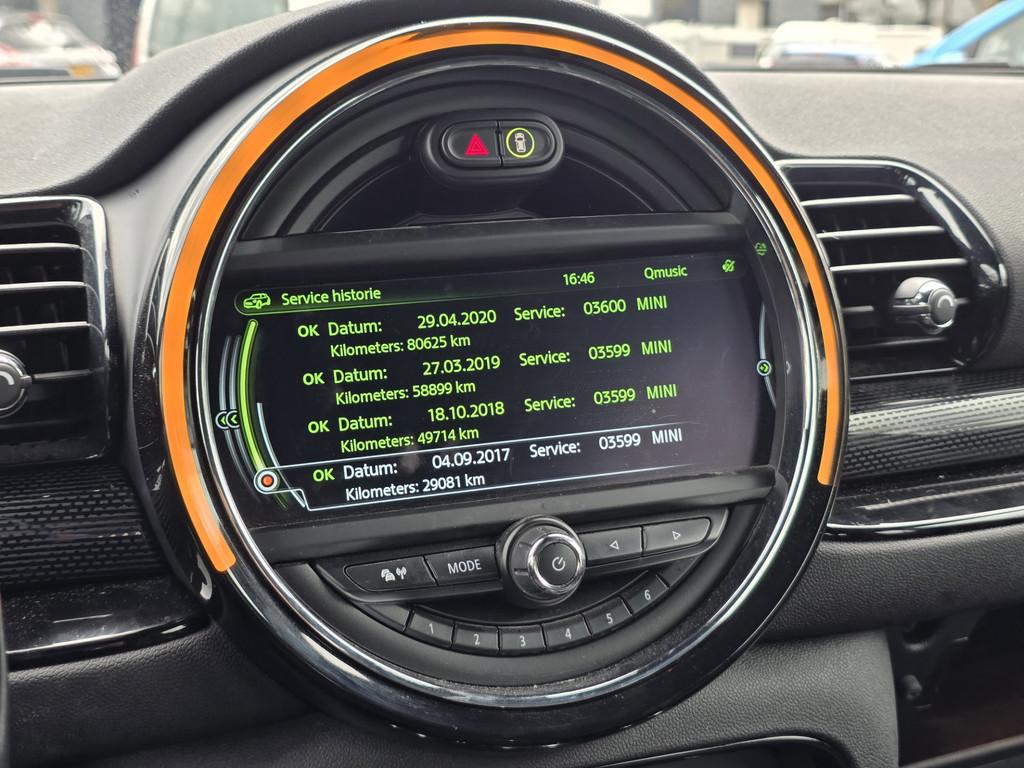 Service historie 16:46 Qmusic
OK Datum: 29.04.2020 Service: 03600 MINI
Kilometers: 80625 km
OK Datum: 27.03.2019 Service: 03599 MINI
Kilometers: 58899 km
OK Datum: 18.10.2018 Service: 03599 MINI
Kilometers: 49714 km
OK Datum: 04.09.2017 Service: 03599 MINI
Kilometers: 29081 km
MODE
1 2 3 4 5 6